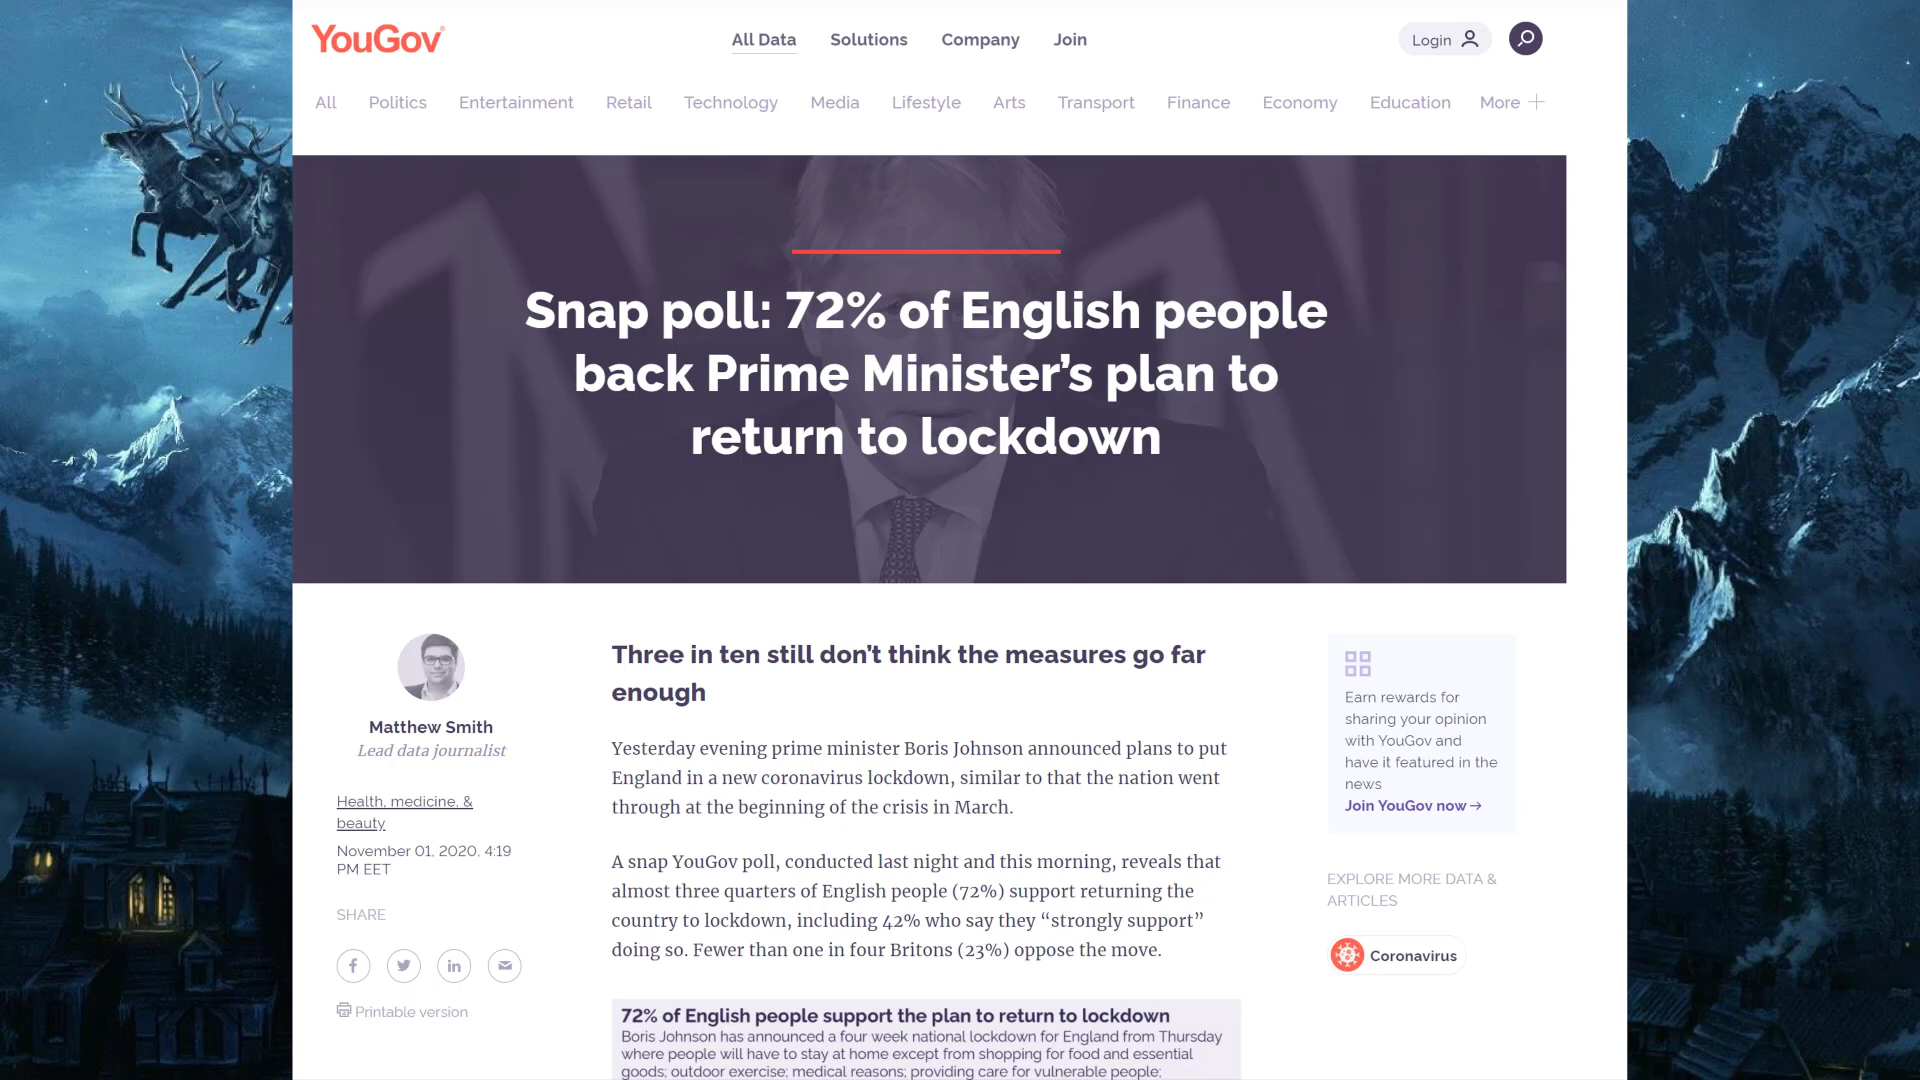 YouGov
All Data Solutions Company Join
Login
All Politics Entertainment Retail Technology Media Lifestyle Arts Transport Finance Economy Education More
Snap poll: 72% of English people
back Prime Minister’s plan to
return to lockdown
Matthew Smith
Lead data journalist
Health, medicine, &
beauty
November 01, 2020, 4:19
PM EET
SHARE
Printable version
Three in ten still don’t think the measures go far
enough
Yesterday evening prime minister Boris Johnson announced plans to put
England in a new coronavirus lockdown, similar to that the nation went
through at the beginning of the crisis in March.
A snap YouGov poll, conducted last night and this morning, reveals that
almost three quarters of English people (72%) support returning the
country to lockdown, including 42% who say they “strongly support”
doing so. Fewer than one in four Britons (23%) oppose the move.
72% of English people support the plan to return to lockdown
Boris Johnson has announced a four week national lockdown for England from Thursday
where people will have to stay at home except from shopping for food and essential
goods; outdoor exercise; medical reasons; providing care for vulnerable people;
Earn rewards for
sharing your opinion
with YouGov and
have it featured in the
news
Join YouGov now
EXPLORE MORE DATA &
ARTICLES
Coronavirus